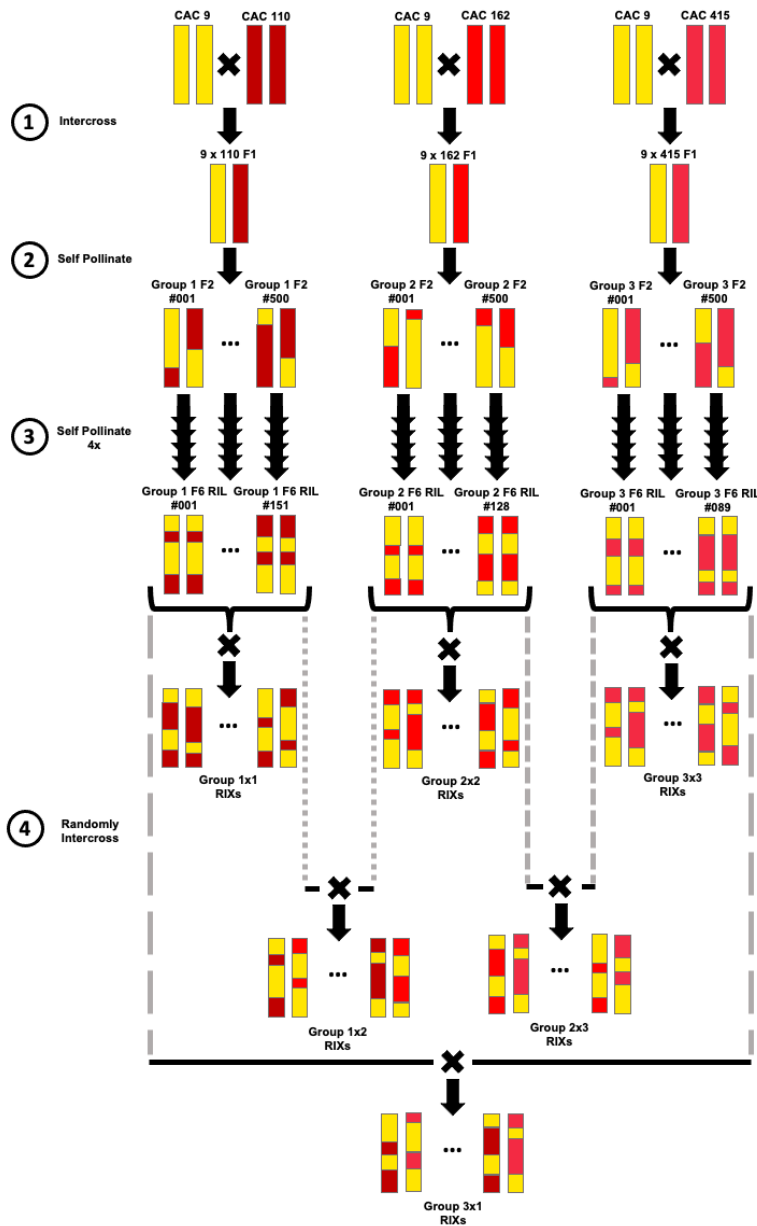 CAC 9
CAC 110
CAC 9
CAC 162
CAC 9
CAC 415
1
Intercross
9 x 110 F1
9 x 162 F1
9 x 415 F1
2
Self Pollinate
Group 1 F2
#001
Group 1 F2
#500
Group 2 F2
#001
Group 2 F2
#500
Group 3 F2
#001
Group 3 F2
#500
...
...
...
3
Self Pollinate
4x
Group 1 F6 RIL
#001
Group 1 F6 RIL
#151
Group 2 F6 RIL
#001
Group 2 F6 RIL
#128
Group 3 F6 RIL
#001
Group 3 F6 RIL
#089
...
...
...
...
...
...
Group 1x1
RIXs
Group 2x2
RIXs
Group 3x3
RIXs
4
Randomly
Intercross
...
...
Group 1x2
RIXs
Group 2x3
RIXs
...
Group 3x1
RIXs